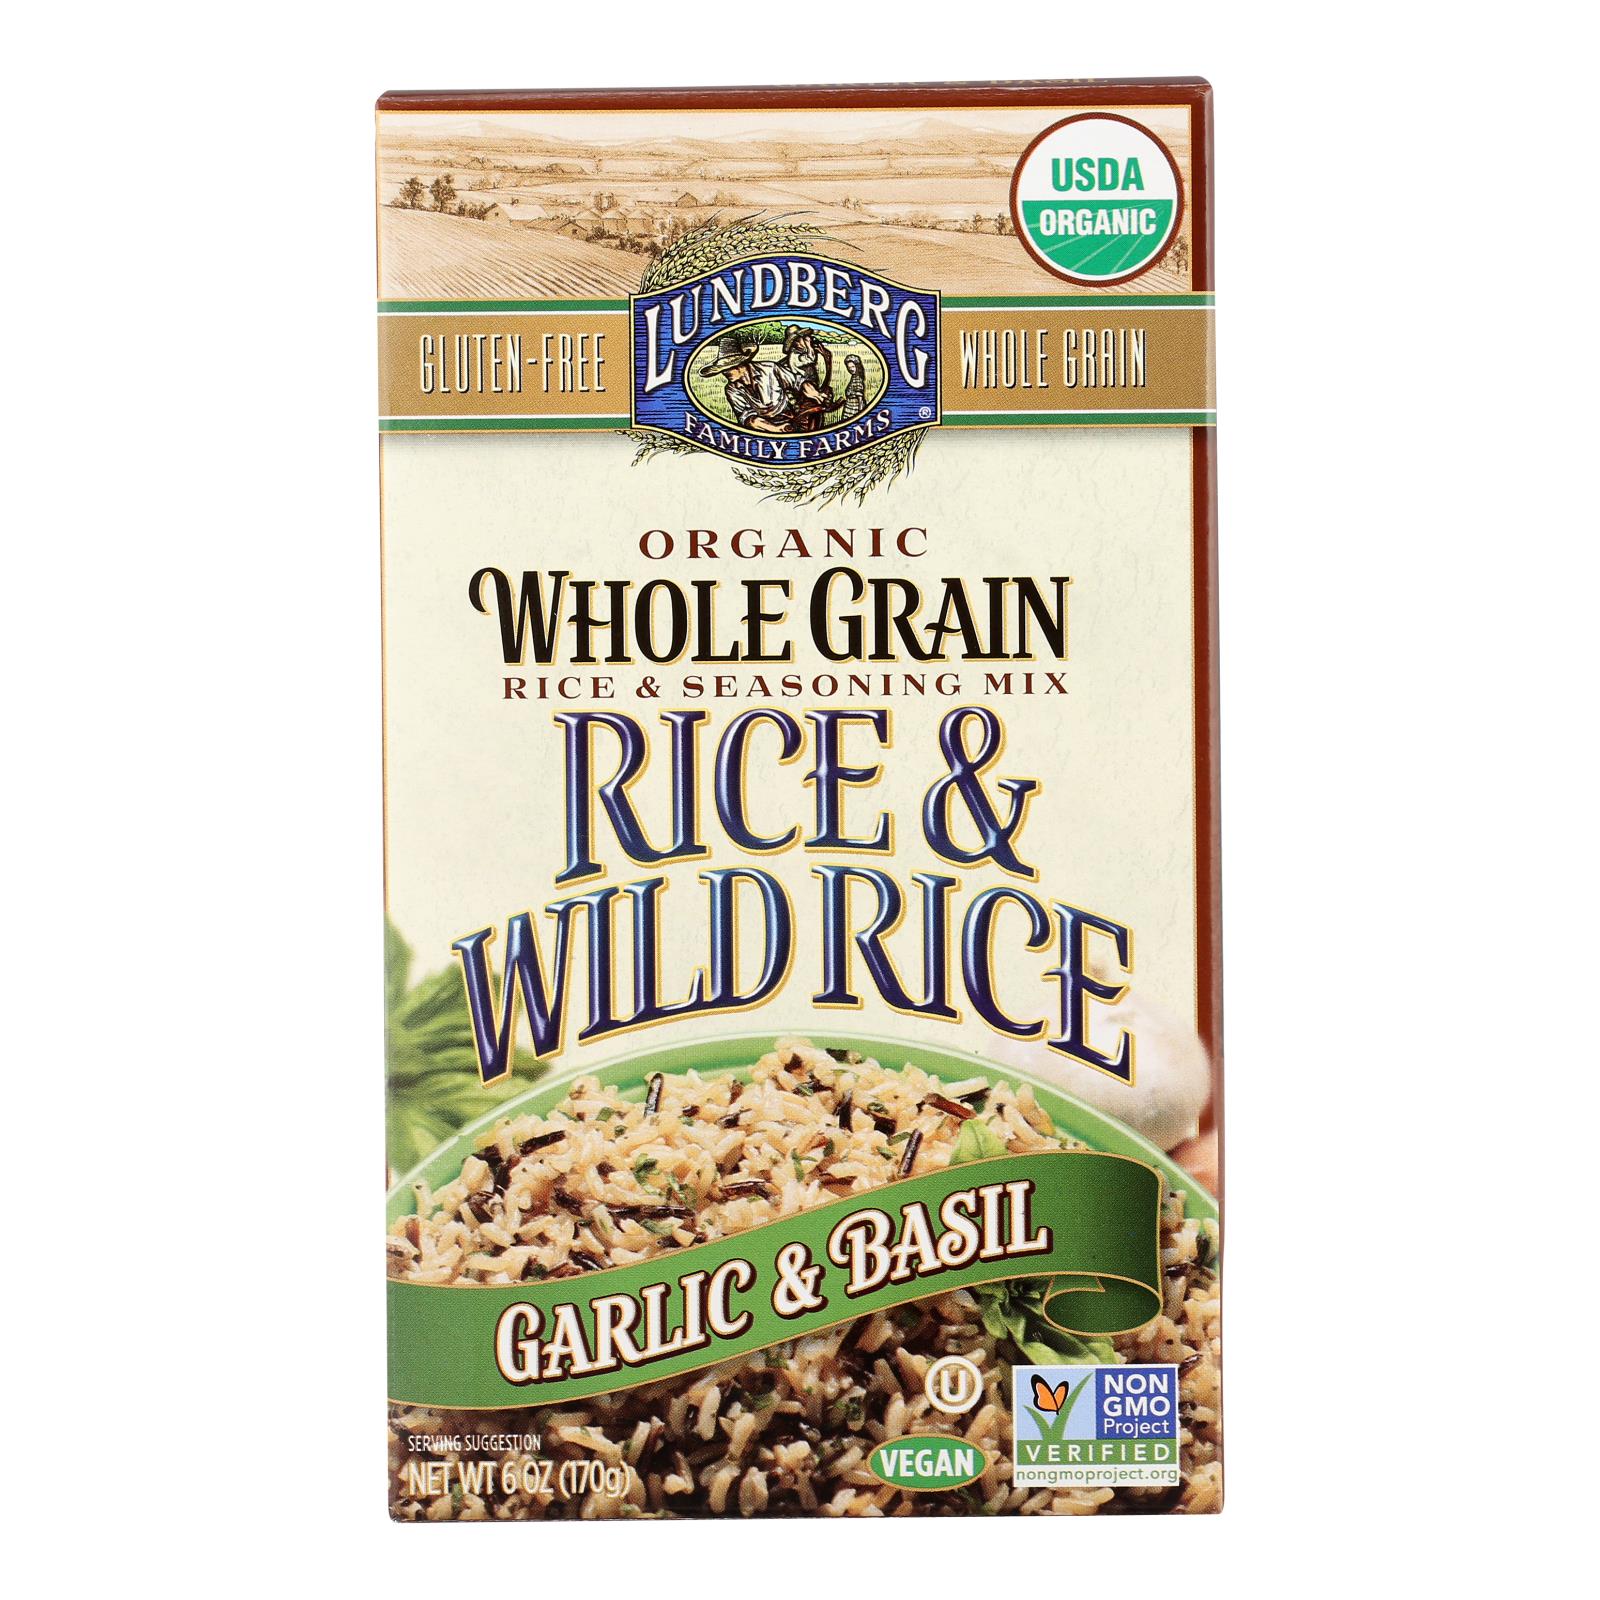 & BASIL
USDA
ORGANIC
LUNDBERG
FAMILY FARMS ®
GLUTEN-FREE
WHOLE GRAIN
ORGANIC
WHOLE GRAIN
RICE & SEASONING MIX
RICE &
WILD RICE
GARLIC & BASIL
U
NON
GMO
Project
VERIFIED
nongmoproject.org
VEGAN
SERVING SUGGESTION
NET WT 6 OZ (170g)